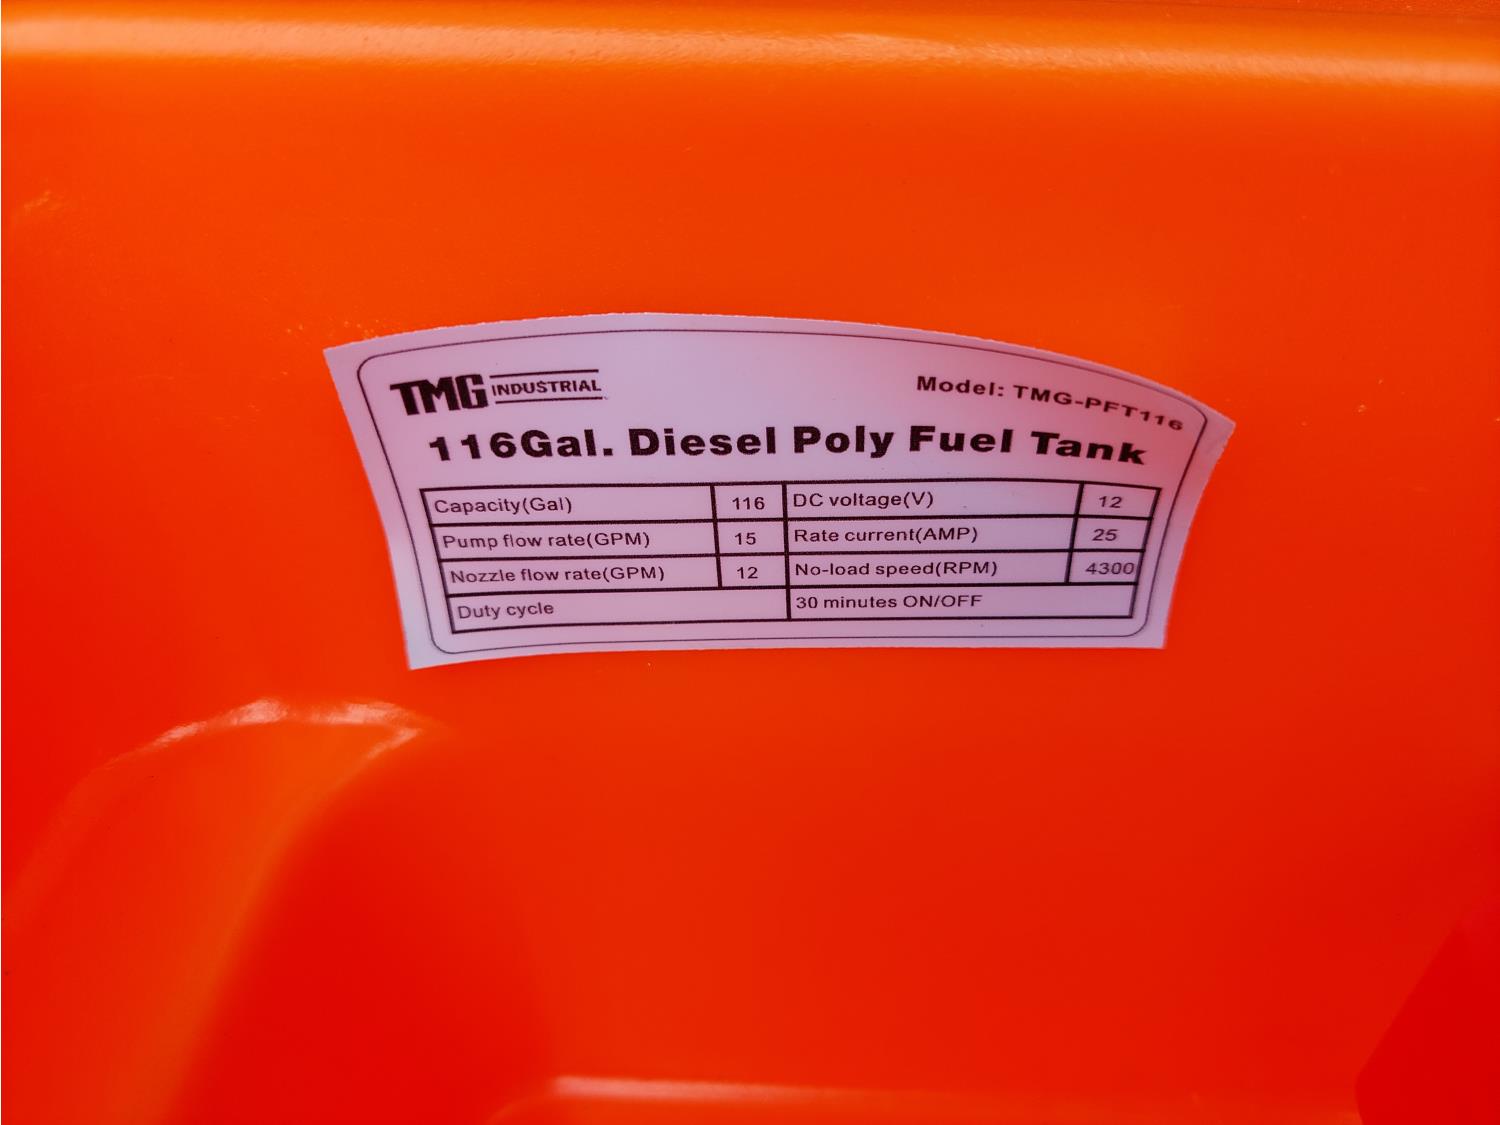 TMG INDUSTRIAL
Model: TMG-PFT116
116Gal. Diesel Poly Fuel Tank
Capacity(Gal) 116 DC voltage(V) 12
Pump flow rate(GPM) 15 Rate current(AMP) 25
Nozzle flow rate(GPM) 12 No-load speed(RPM) 4300
Duty cycle 30 minutes ON/OFF